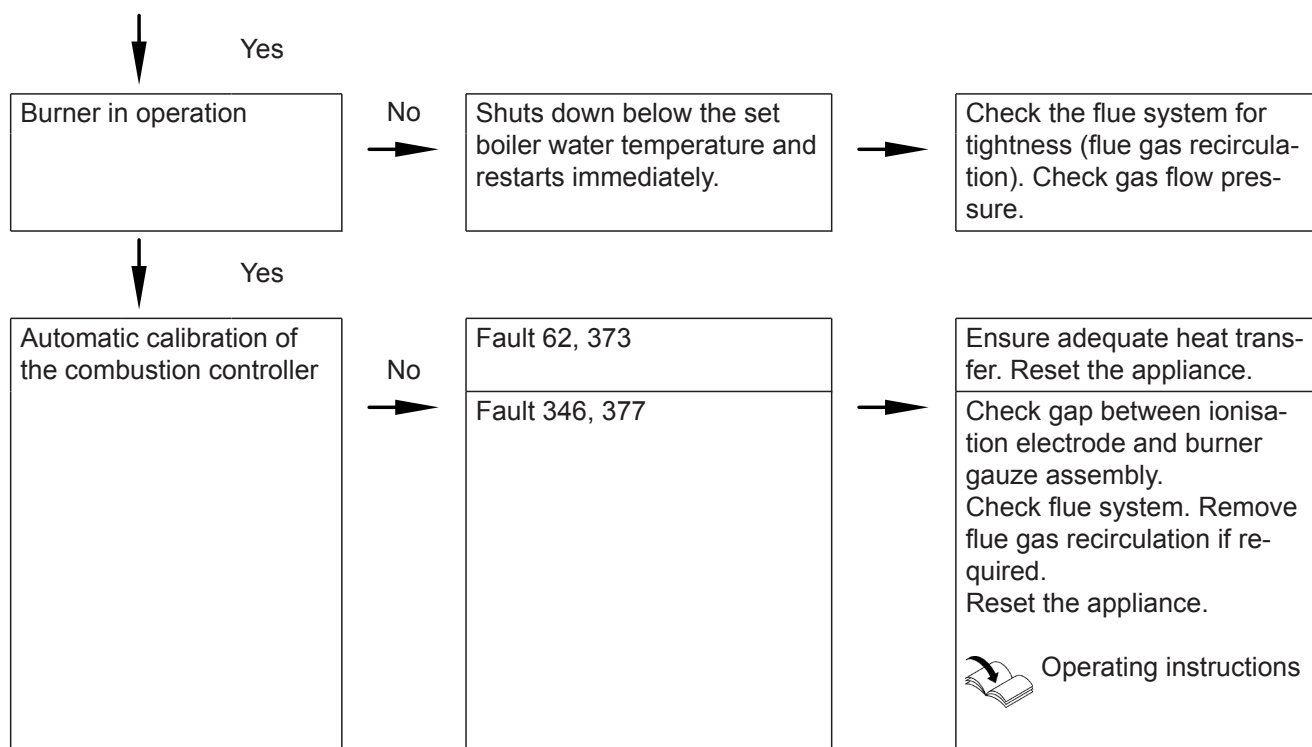 Yes
Burner in operation
No
Shuts down below the set
boiler water temperature and
restarts immediately.
Check the flue system for
tightness (flue gas recircula-
tion). Check gas flow pres-
sure.
Yes
Automatic calibration of
the combustion controller
No
Fault 62, 373
Ensure adequate heat trans-
fer. Reset the appliance.
Fault 346, 377
Check gap between ionisa-
tion electrode and burner
gauze assembly.
Check flue system. Remove
flue gas recirculation if re-
quired.
Reset the appliance.
Operating instructions